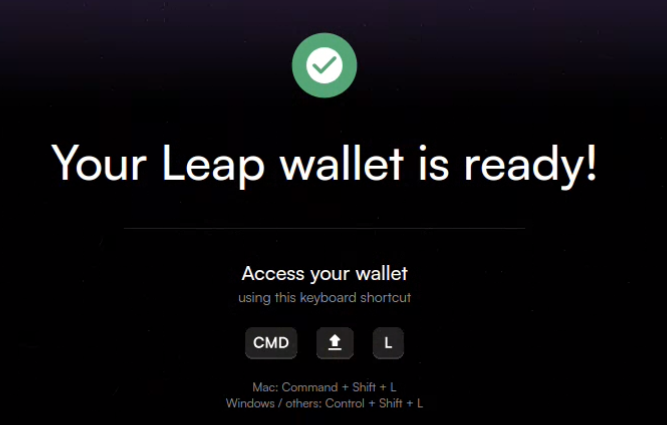 Your Leap wallet is ready!
Access your wallet
using this keyboard shortcut
CMD L
Mac: Command + Shift + L
Windows / others: Control + Shift + L